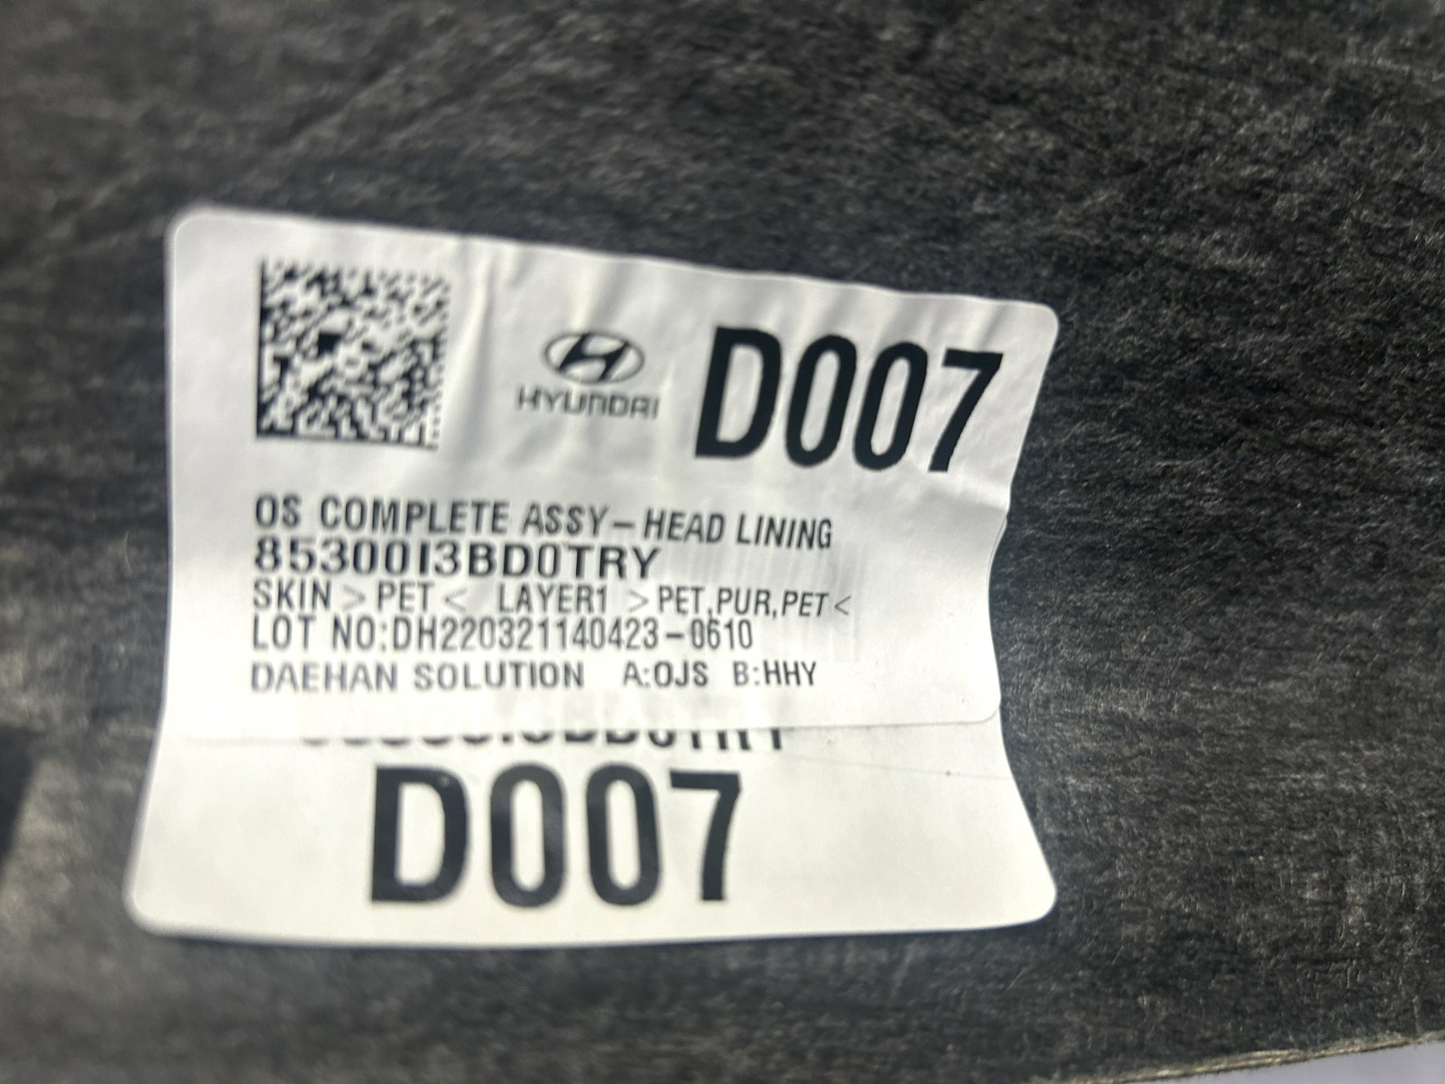 HYUNDAI
D007
OS COMPLETE ASSY-HEAD LINING
85300I3BD0TRY
SKIN >PET< LAYER1 >PET,PUR,PET<
LOT NO:DH220321140423-0610
DAEHAN SOLUTION A:OJS B:HHY
D007